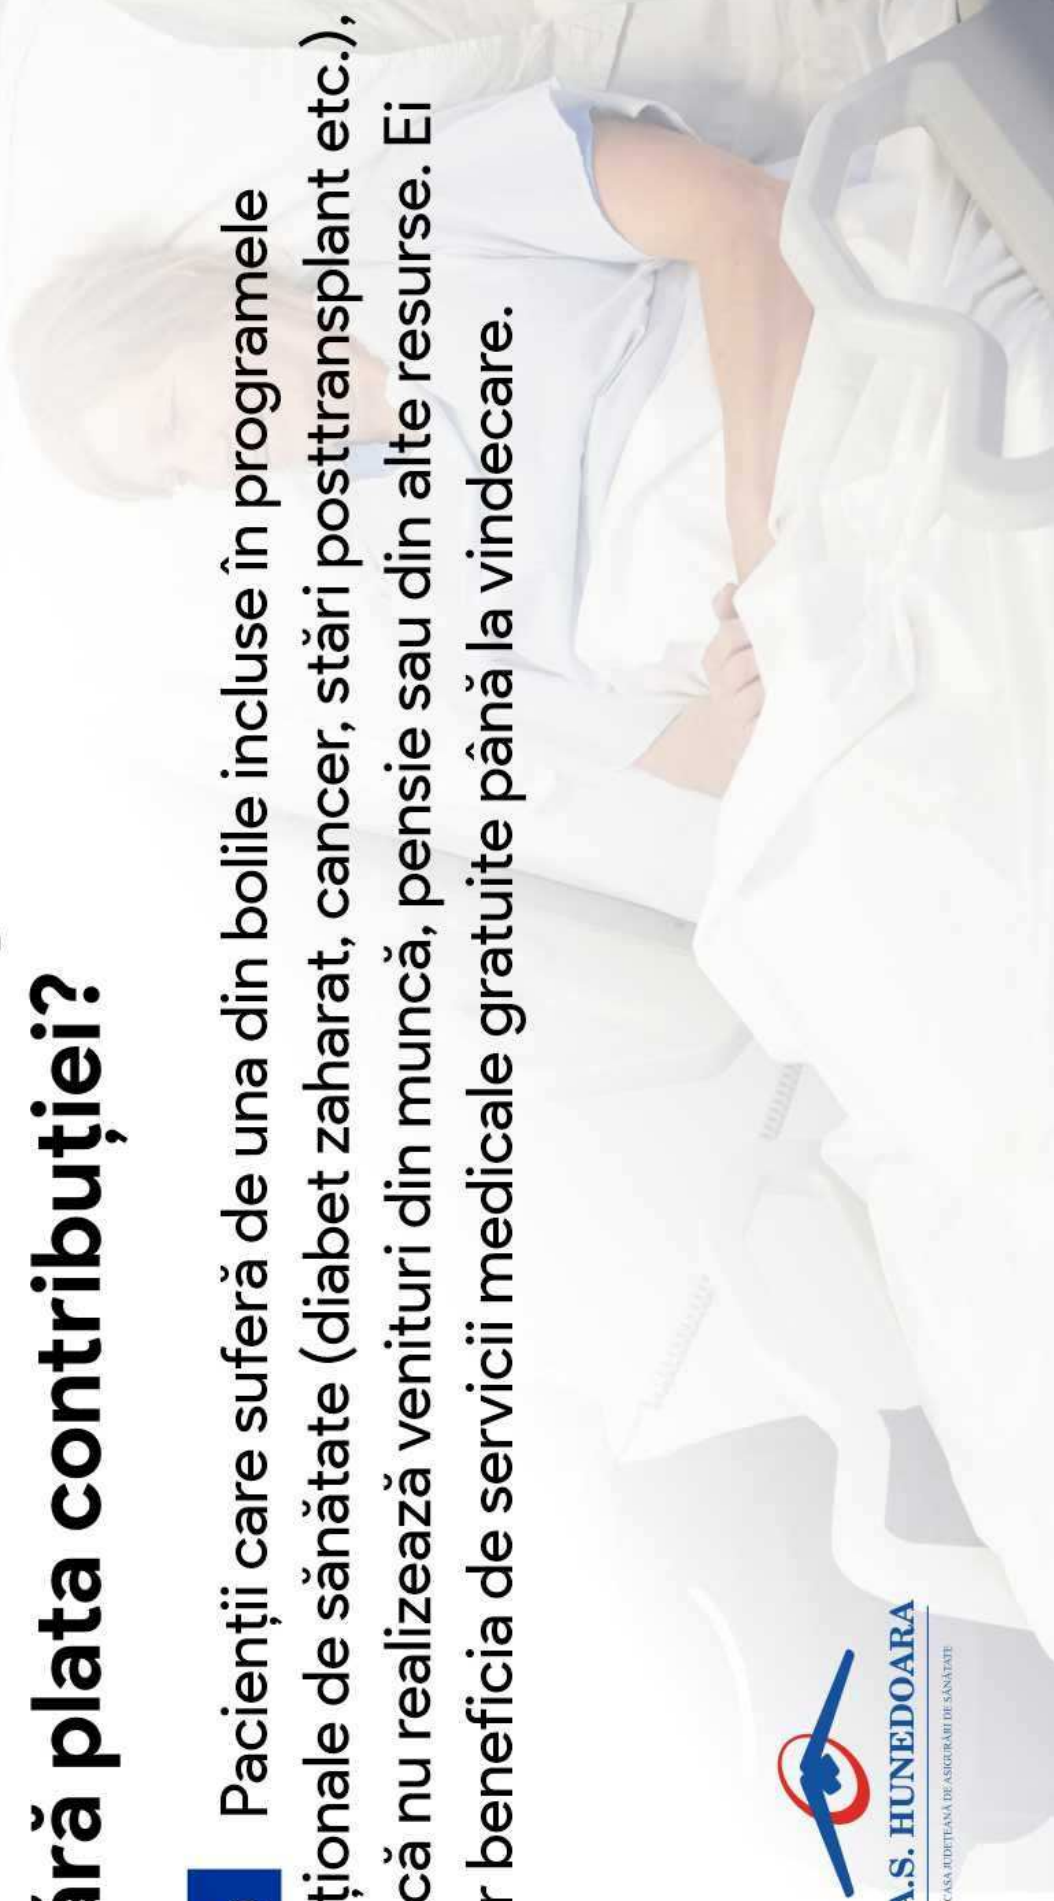 ără plata contribuției?
Pacienții care suferă de una din bolile incluse în programele
ționale de sănătate (diabet zaharat, cancer, stări posttransplant etc.),
că nu realizează venituri din muncă, pensie sau din alte resurse. Ei
r beneficia de servicii medicale gratuite până la vindecare.
A.S. HUNEDOARA
CASA JUDEȚEANĂ DE ASIGURĂRI DE SĂNĂTATE